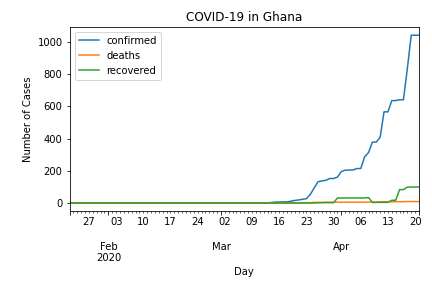 COVID-19 in Ghana
confirmed
deaths
recovered
Number of Cases
1000
800
600
400
200
0
27 03 10 17 24 02 09 16 23 30 06 13 20
Feb Mar Apr
2020
Day